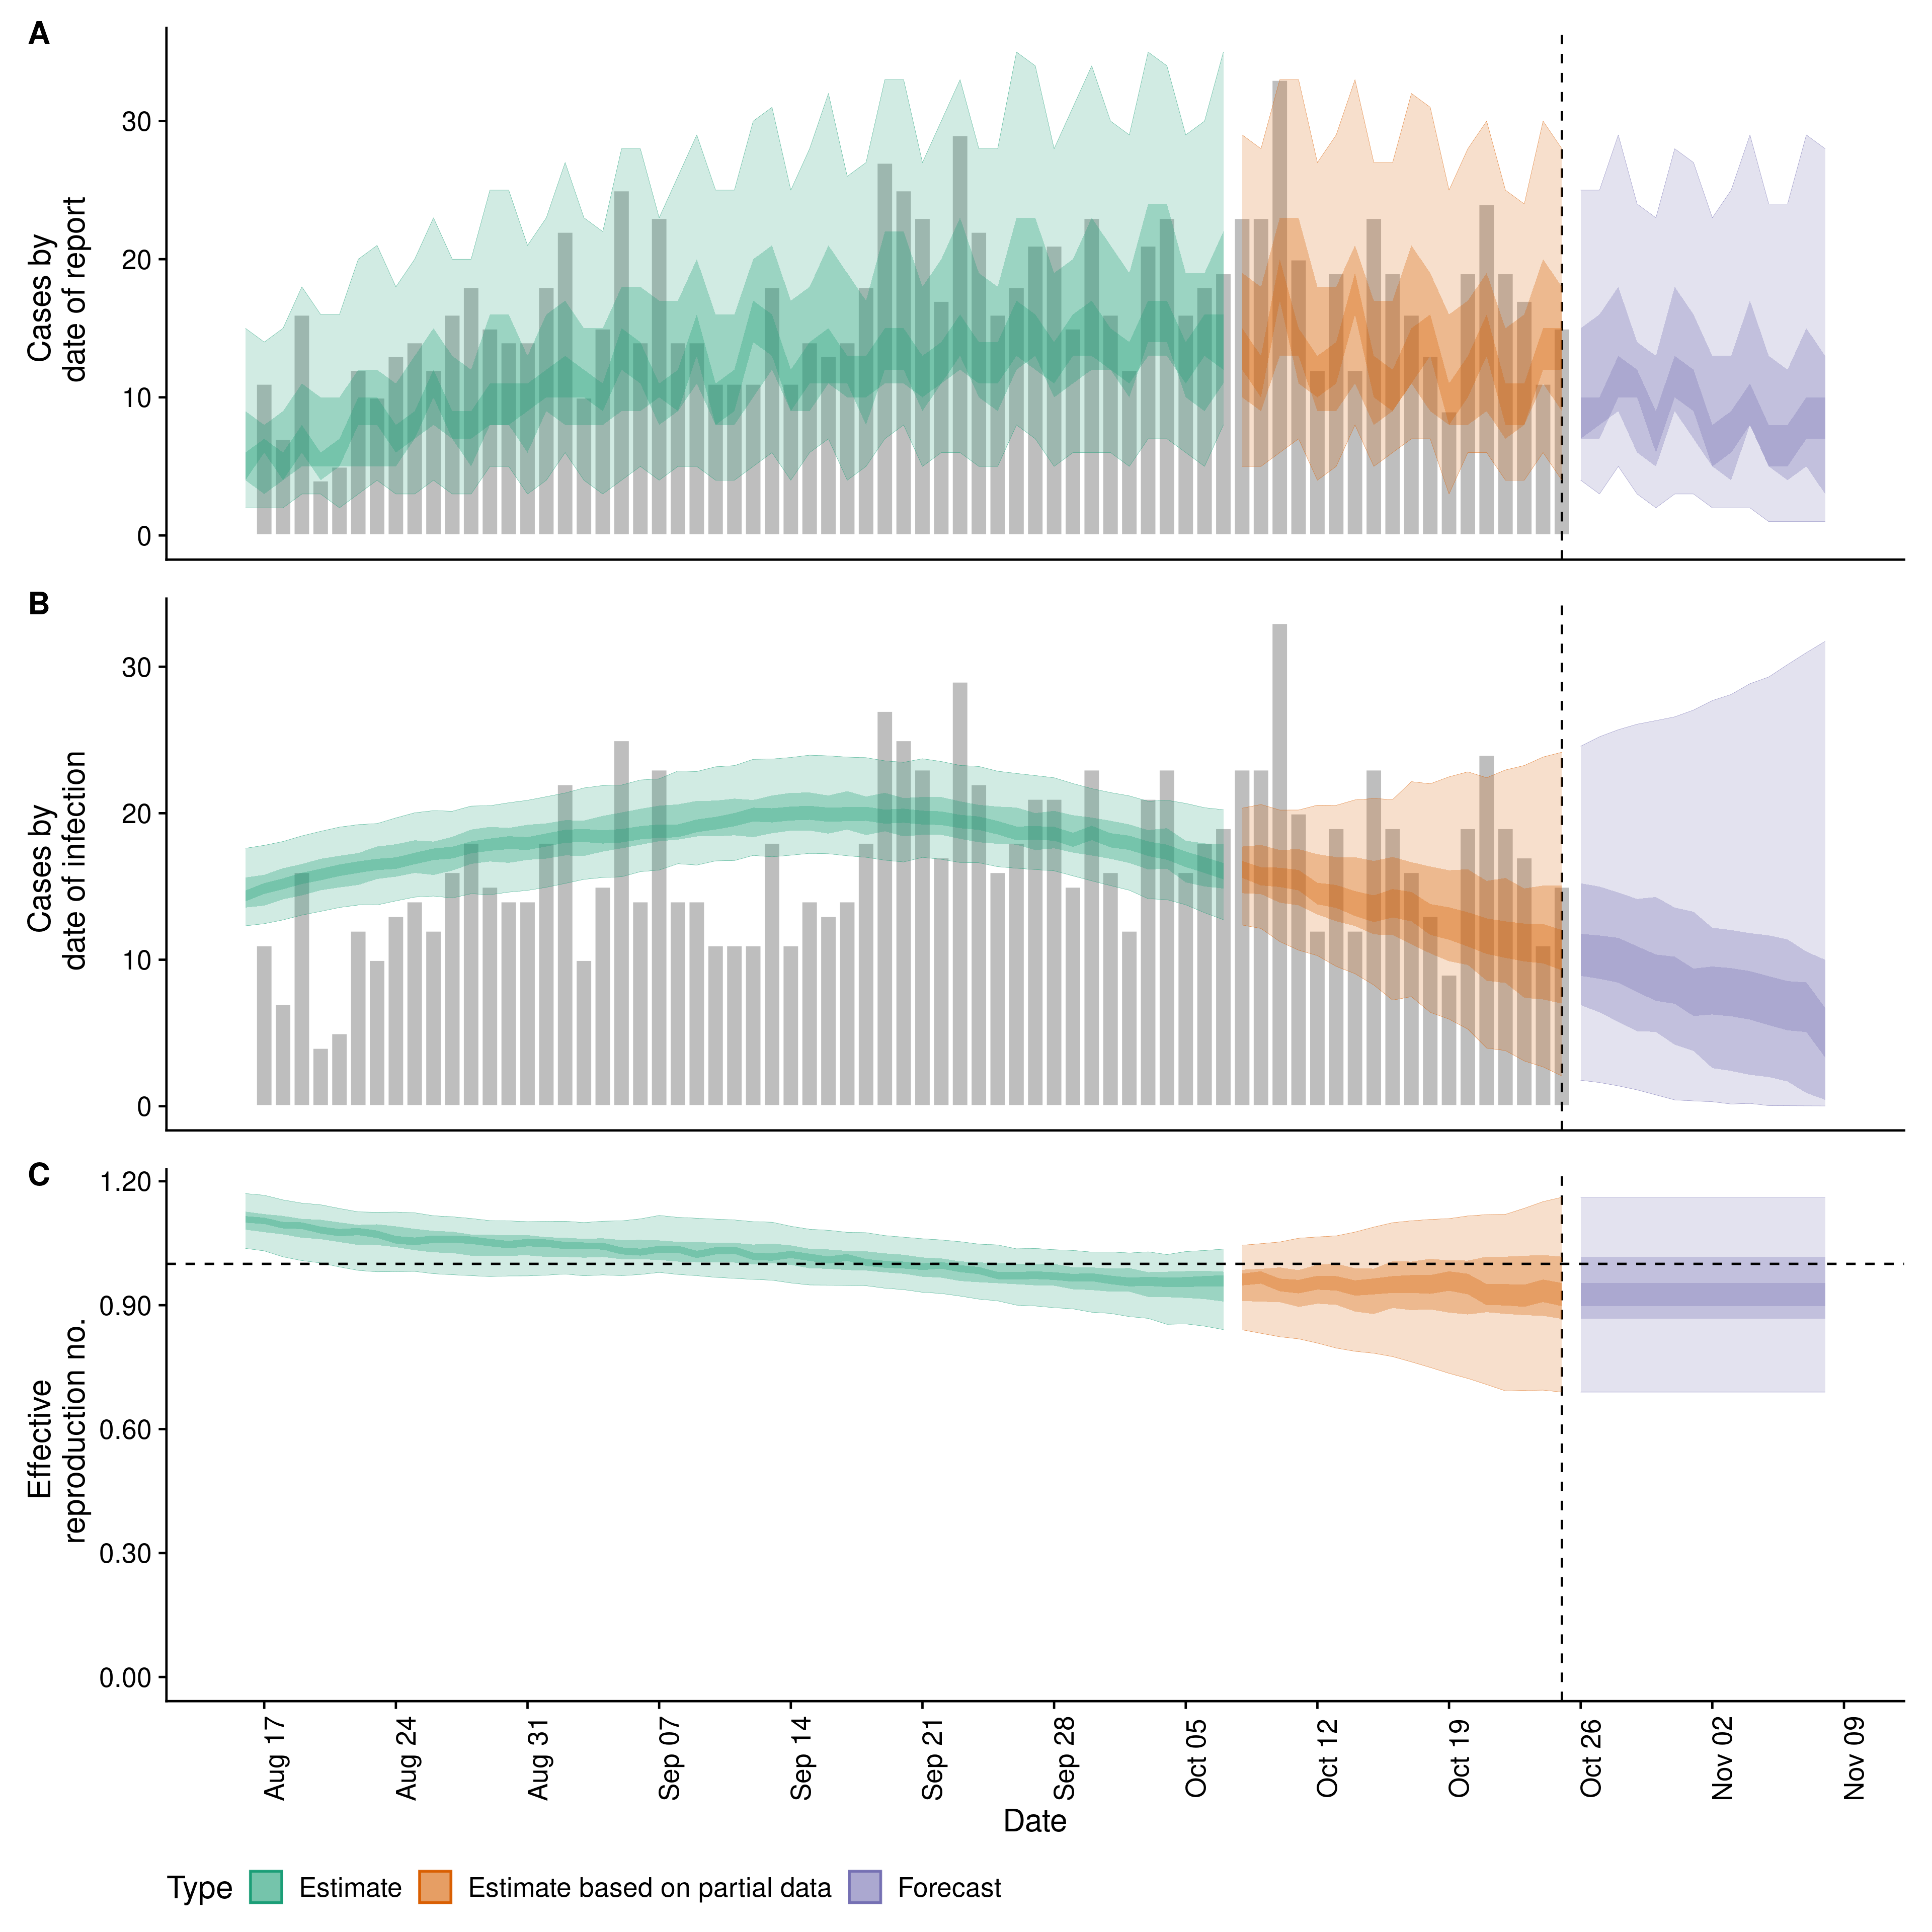 A
Cases by
date of report
30
20
10
0
B
Cases by
date of infection
30
20
10
0
C
Effective
reproduction no.
1.20
0.90
0.60
0.30
0.00
Aug 17
Aug 24
Aug 31
Sep 07
Sep 14
Sep 21
Sep 28
Oct 05
Oct 12
Oct 19
Oct 26
Nov 02
Nov 09
Date
Type Estimate Estimate based on partial data Forecast